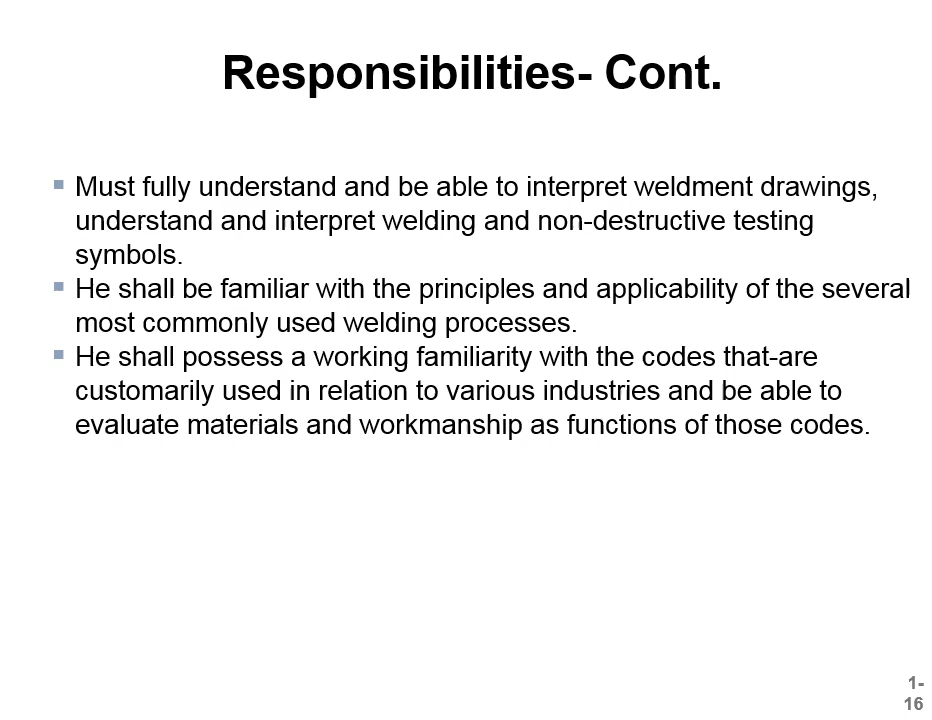 Responsibilities- Cont.
Must fully understand and be able to interpret weldment drawings,
understand and interpret welding and non-destructive testing
symbols.
He shall be familiar with the principles and applicability of the several
most commonly used welding processes.
He shall possess a working familiarity with the codes that-are
customarily used in relation to various industries and be able to
evaluate materials and workmanship as functions of those codes.
1-
16